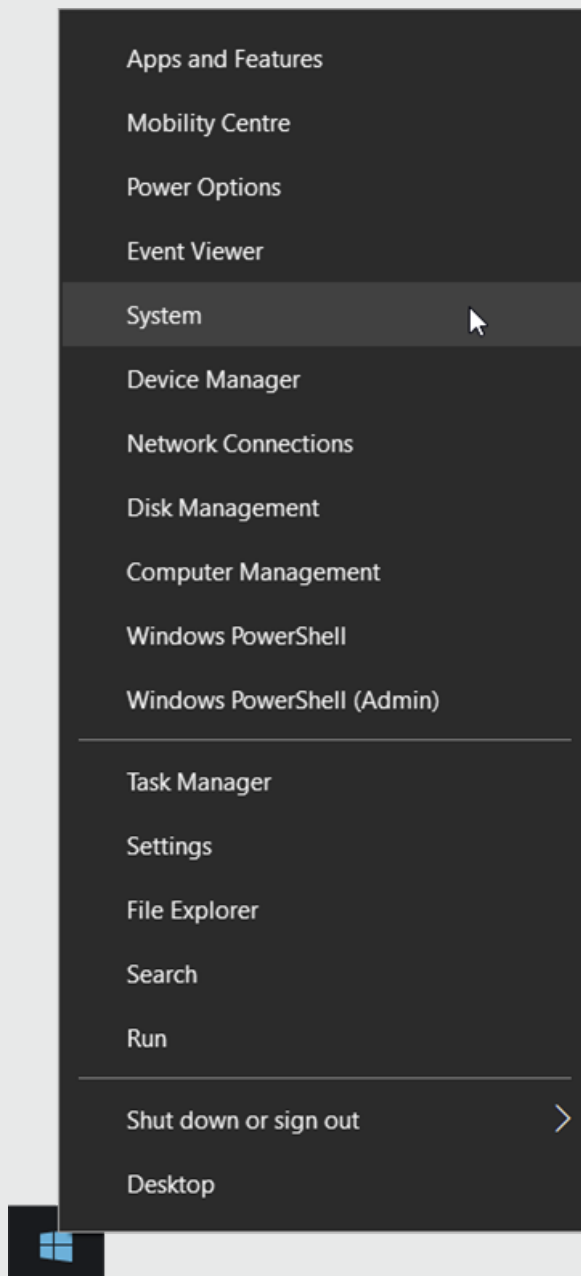 Apps and Features
Mobility Centre
Power Options
Event Viewer
System
Device Manager
Network Connections
Disk Management
Computer Management
Windows PowerShell
Windows PowerShell (Admin)
Task Manager
Settings
File Explorer
Search
Run
Shut down or sign out
Desktop